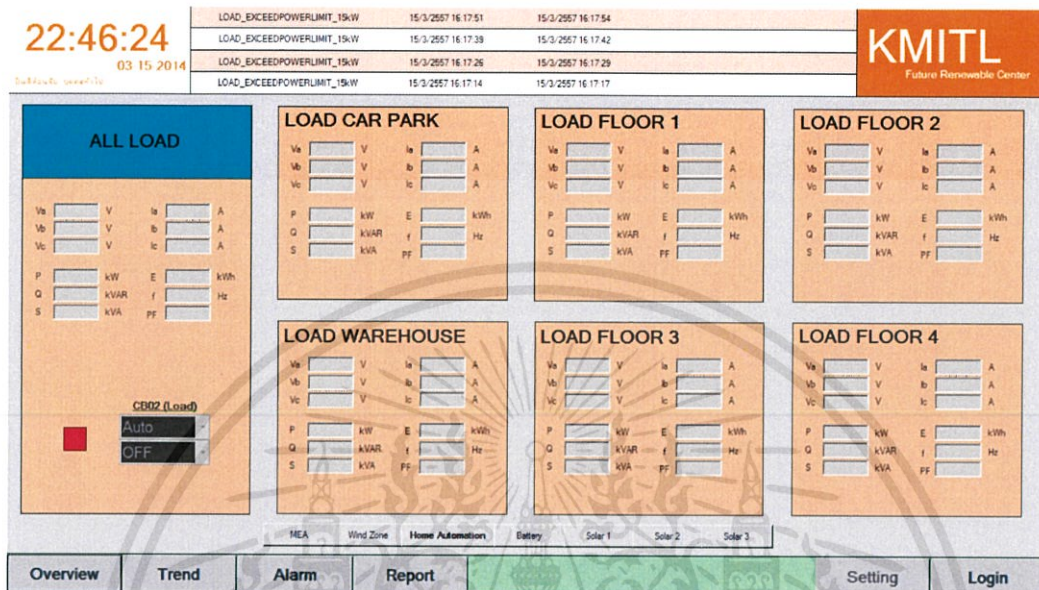 22:46:24
03 15 2014
LOAD_EXCEEDPOWERLIMIT_15kW 15/3/2557 16:17:51 15/3/2557 16:17:54
LOAD_EXCEEDPOWERLIMIT_15kW 15/3/2557 16:17:39 15/3/2557 16:17:42
LOAD_EXCEEDPOWERLIMIT_15kW 15/3/2557 16:17:26 15/3/2557 16:17:29
LOAD_EXCEEDPOWERLIMIT_15kW 15/3/2557 16:17:14 15/3/2557 16:17:17
KMITL
Future Renewable Center
ALL LOAD
Va V Ia A
Vb V Ib A
Vc V Ic A
P kW E kWh
Q kVAR f Hz
S kVA PF
CB02 (Load)
Auto
OFF
LOAD CAR PARK
Va V Ia A
Vb V Ib A
Vc V Ic A
P kW E kWh
Q kVAR f Hz
S kVA PF
LOAD FLOOR 1
Va V Ia A
Vb V Ib A
Vc V Ic A
P kW E kWh
Q kVAR f Hz
S kVA PF
LOAD FLOOR 2
Va V Ia A
Vb V Ib A
Vc V Ic A
P kW E kWh
Q kVAR f Hz
S kVA PF
LOAD WAREHOUSE
Va V Ia A
Vb V Ib A
Vc V Ic A
P kW E kWh
Q kVAR f Hz
S kVA PF
LOAD FLOOR 3
Va V Ia A
Vb V Ib A
Vc V Ic A
P kW E kWh
Q kVAR f Hz
S kVA PF
LOAD FLOOR 4
Va V Ia A
Vb V Ib A
Vc V Ic A
P kW E kWh
Q kVAR f Hz
S kVA PF
MEA Wind Zone Home Automation Battery Solar 1 Solar 2 Solar 3
Overview Trend Alarm Report Setting Login